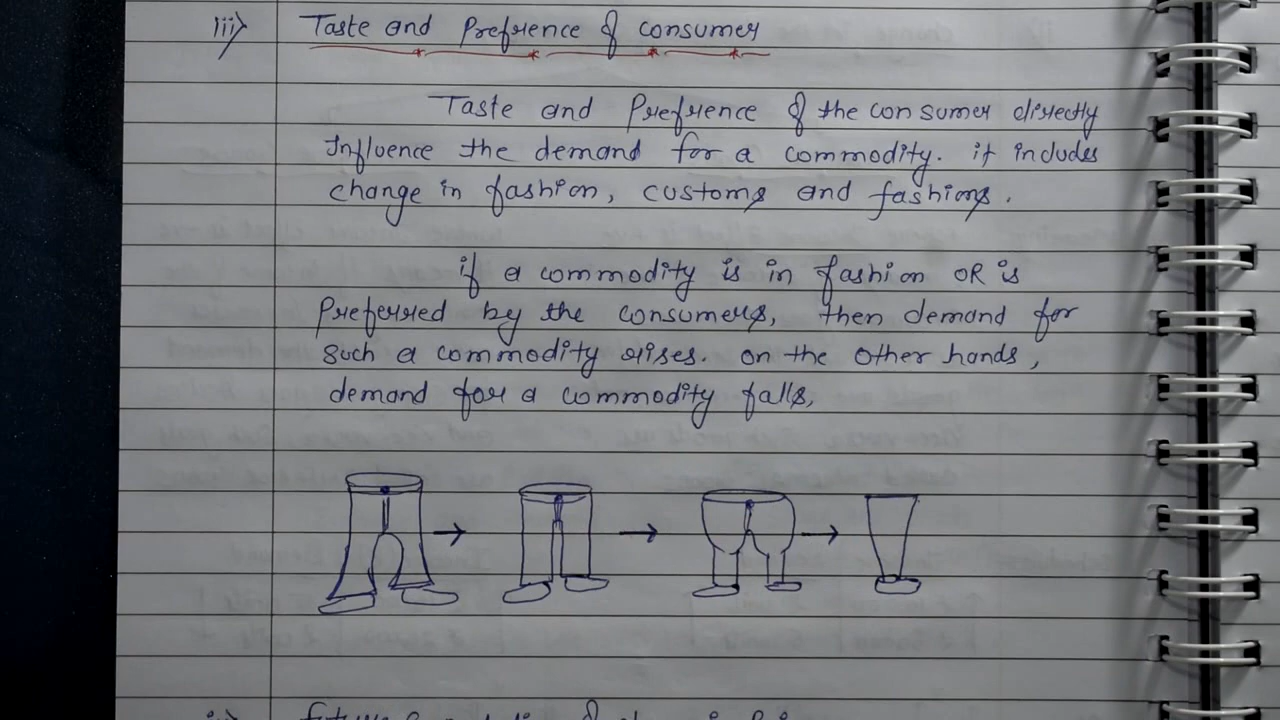 iii) Taste and Prefrence of consumer
Taste and Prefrence of the consumer directly
Influence the demand for a commodity. it includes
change in fashion, customs and fashions.
if a commodity is in fashion OR is
Preferred by the consumers, then demand for
such a commodity rises. on the other hands,
demand for a commodity falls,